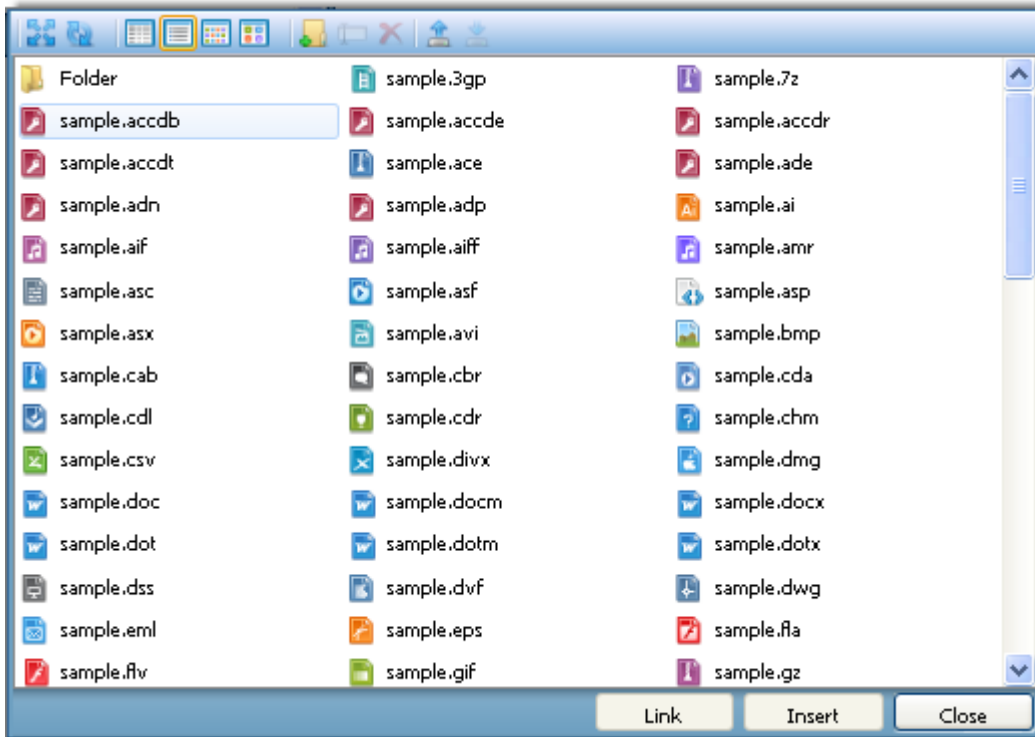 Folder sample.3gp sample.7z
sample.accdb sample.accde sample.accdr
sample.accdt sample.ace sample.ade
sample.adn sample.adp sample.ai
sample.aif sample.aiff sample.amr
sample.asc sample.asf sample.asp
sample.asx sample.avi sample.bmp
sample.cab sample.cbr sample.cda
sample.cdl sample.cdr sample.chm
sample.csv sample.divx sample.dmg
sample.doc sample.docm sample.docx
sample.dot sample.dotm sample.dotx
sample.dss sample.dvf sample.dwg
sample.eml sample.eps sample.fla
sample.flv sample.gif sample.gz
Link Insert Close